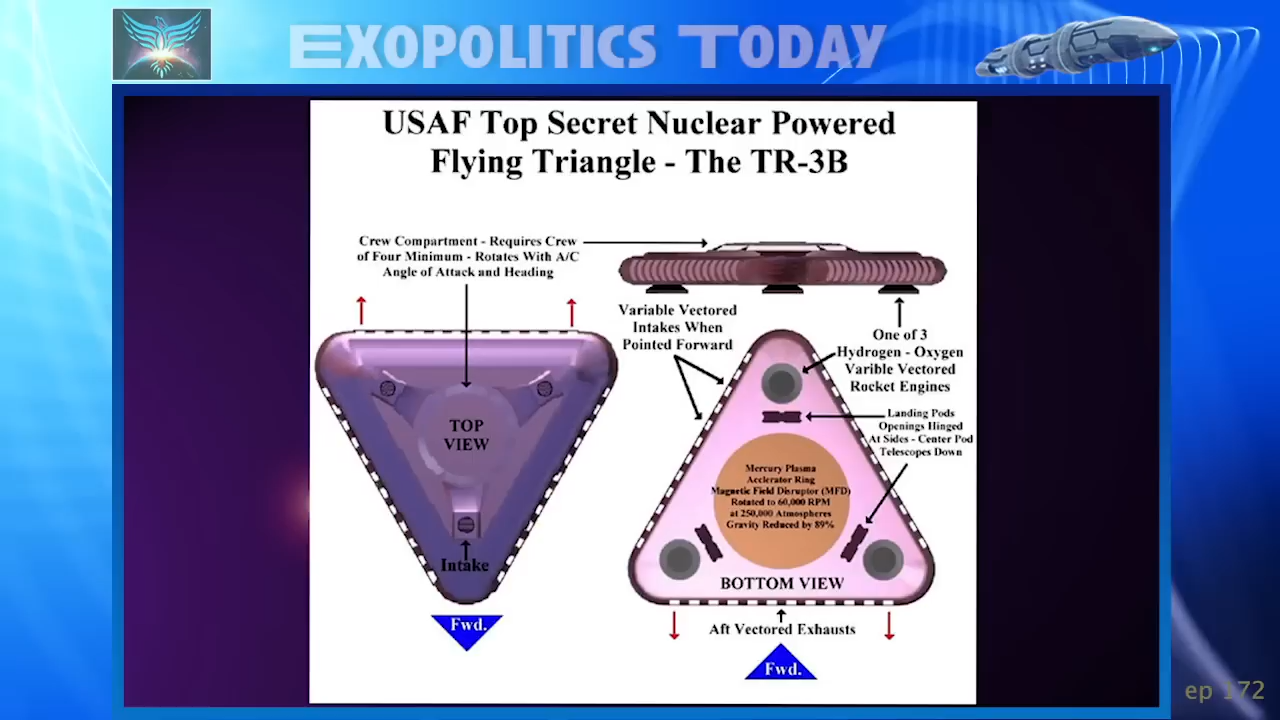 EXOPOLITICS TODAY
USAF Top Secret Nuclear Powered
Flying Triangle - The TR-3B
Crew Compartment - Requires Crew
of Four Minimum - Rotates With A/C
Angle of Attack and Heading
Variable Vectored
Intakes When
Pointed Forward
One of 3
Hydrogen - Oxygen
Varible Vectored
Rocket Engines
Landing Pods
Openings Hinged
At Sides - Center Pod
Telescopes Down
TOP
VIEW
Intake
Fwd.
Mercury Plasma
Acclerator Ring
Magnetic Field Disruptor (MFD)
Rotated to 60,000 RPM
at 250,000 Atmospheres
Gravity Reduced by 89%
BOTTOM VIEW
Aft Vectored Exhausts
Fwd.
ep 172